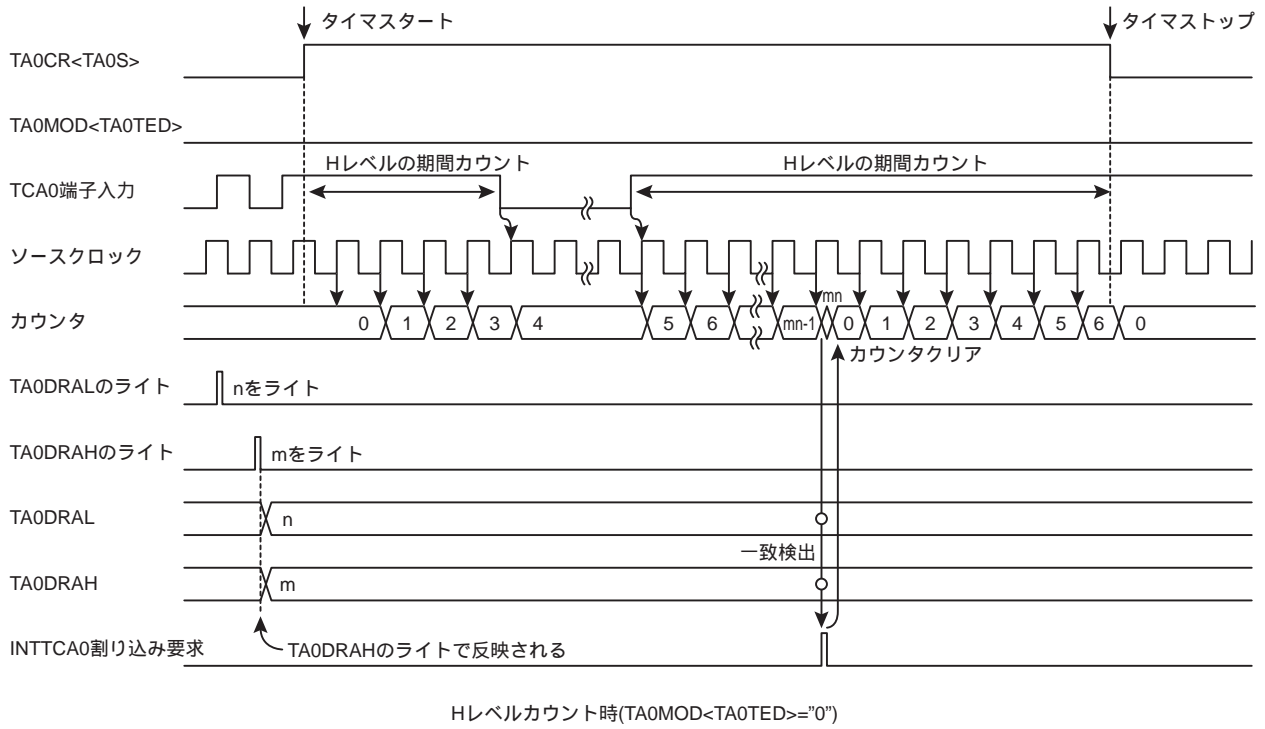 タイマスタート
タイマストップ
TA0CR<TA0S>
TA0MOD<TA0TED>
Hレベルの期間カウント
Hレベルの期間カウント
TCA0端子入力
ソースクロック
カウンタ
0 1 2 3 4 5 6 mn-1 mn 0 1 2 3 4 5 6 0
カウンタクリア
TA0DRALのライト
nをライト
TA0DRAHのライト
mをライト
TA0DRAL
n
一致検出
TA0DRAH
m
INTTCA0割り込み要求
TA0DRAHのライトで反映される
Hレベルカウント時(TA0MOD<TA0TED>=”0”)